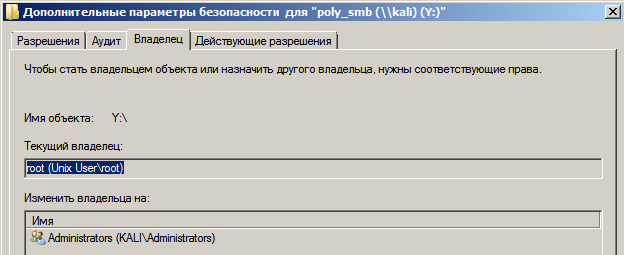 Дополнительные параметры безопасности для "poly_smb (\\kali) (Y:)"
Разрешения Аудит Владелец Действующие разрешения
Чтобы стать владельцем объекта или назначить другого владельца, нужны соответствующие права.
Имя объекта: Y:\
Текущий владелец:
root (Unix User\root)
Изменить владельца на:
Имя
Administrators (KALI\Administrators)